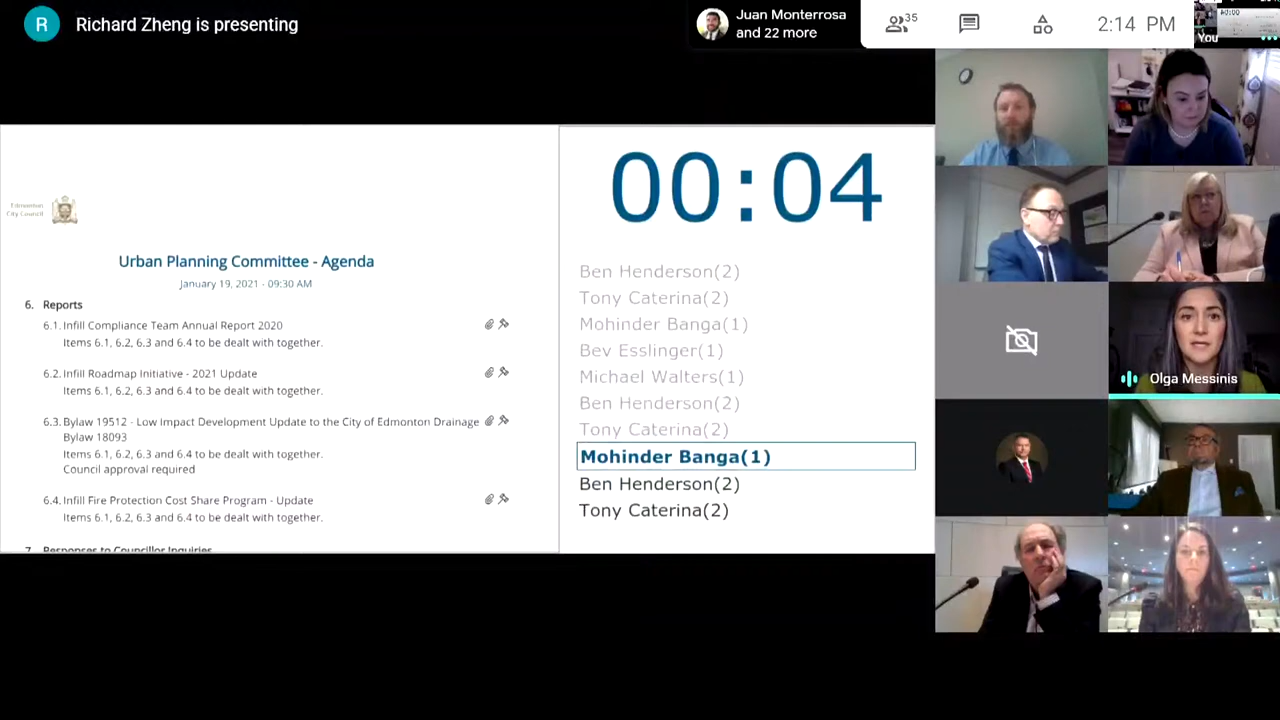 R
Richard Zheng is presenting
Juan Monterrosa
and 22 more
35
2:14 PM
You
Edmonton
City Council
Urban Planning Committee - Agenda
January 19, 2021 - 09:30 AM
6. Reports
6.1. Infill Compliance Team Annual Report 2020
Items 6.1, 6.2, 6.3 and 6.4 to be dealt with together.
6.2. Infill Roadmap Initiative - 2021 Update
Items 6.1, 6.2, 6.3 and 6.4 to be dealt with together.
6.3. Bylaw 19512 - Low Impact Development Update to the City of Edmonton Drainage
Bylaw 18093
Items 6.1, 6.2, 6.3 and 6.4 to be dealt with together.
Council approval required
6.4. Infill Fire Protection Cost Share Program - Update
Items 6.1, 6.2, 6.3 and 6.4 to be dealt with together.
7. Responses to Councillor Inquiries
00:04
Ben Henderson(2)
Tony Caterina(2)
Mohinder Banga(1)
Bev Esslinger(1)
Michael Walters(1)
Ben Henderson(2)
Tony Caterina(2)
Mohinder Banga(1)
Ben Henderson(2)
Tony Caterina(2)
Olga Messinis